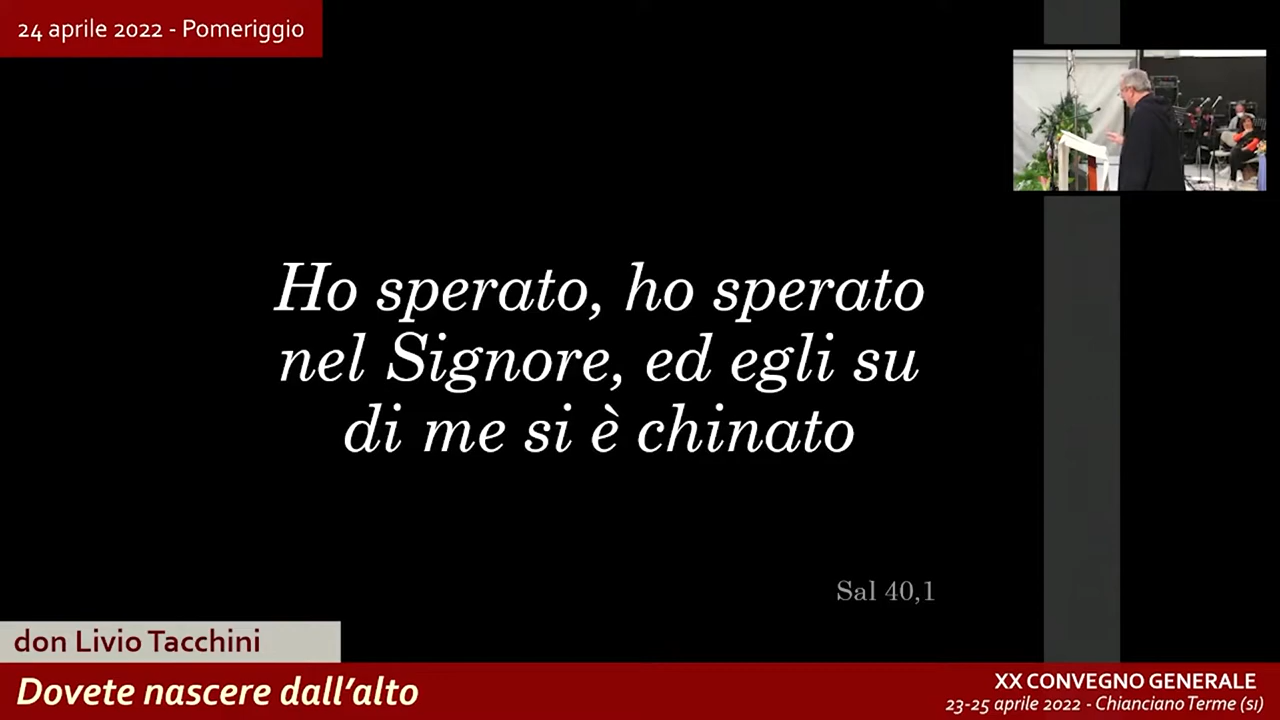 24 aprile 2022 - Pomeriggio
Ho sperato, ho sperato
nel Signore, ed egli su
di me si è chinato
Sal 40,1
don Livio Tacchini
Dovete nascere dall'alto
XX CONVEGNO GENERALE
23-25 aprile 2022 - Chianciano Terme (SI)